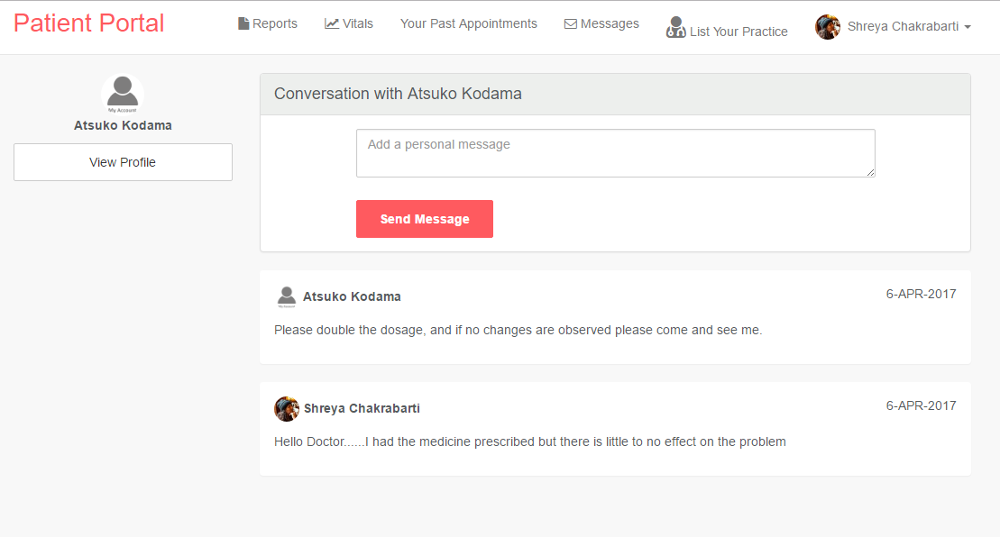 Patient Portal
Reports
Vitals
Your Past Appointments
Messages
List Your Practice
Shreya Chakrabarti
My Account
Atsuko Kodama
View Profile
Conversation with Atsuko Kodama
Add a personal message
Send Message
Atsuko Kodama
6-APR-2017
Please double the dosage, and if no changes are observed please come and see me.
Shreya Chakrabarti
6-APR-2017
Hello Doctor......I had the medicine prescribed but there is little to no effect on the problem